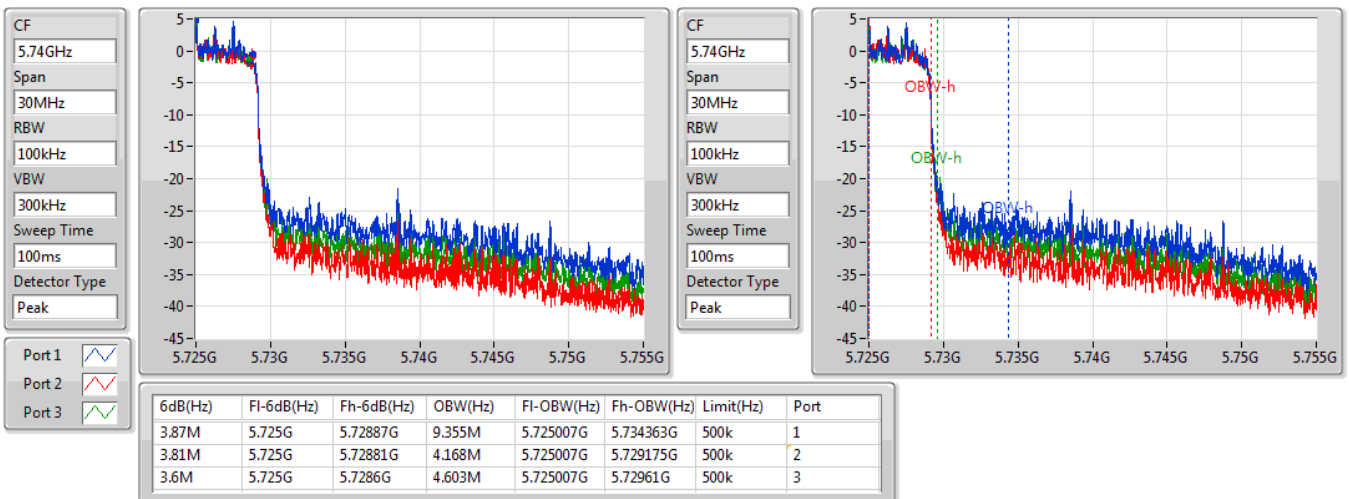 CF
5.74GHz
Span
30MHz
RBW
100kHz
VBW
300kHz
Sweep Time
100ms
Detector Type
Peak
5
0
-5
-10
-15
-20
-25
-30
-35
-40
-45
5.725G 5.73G 5.735G 5.74G 5.745G 5.75G 5.755G
CF
5.74GHz
Span
30MHz
RBW
100kHz
VBW
300kHz
Sweep Time
100ms
Detector Type
Peak
5
0
-5
-10
-15
-20
-25
-30
-35
-40
-45
OBW-h
OBW-h
OBW-h
5.725G 5.73G 5.735G 5.74G 5.745G 5.75G 5.755G
Port 1
Port 2
Port 3
6dB(Hz) Fl-6dB(Hz) Fh-6dB(Hz) OBW(Hz) Fl-OBW(Hz) Fh-OBW(Hz) Limit(Hz) Port
3.87M 5.725G 5.72887G 9.355M 5.725007G 5.734363G 500k 1
3.81M 5.725G 5.72881G 4.168M 5.725007G 5.729175G 500k 2
3.6M 5.725G 5.7286G 4.603M 5.725007G 5.72961G 500k 3